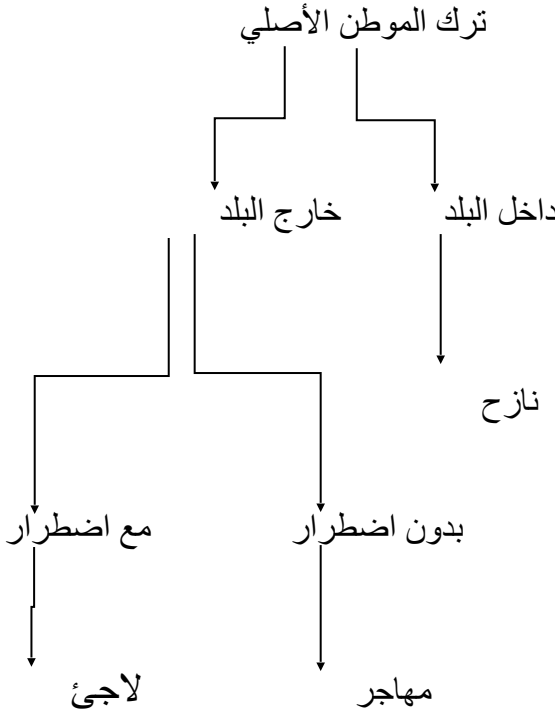 ترك الموطن الأصلي
داخل البلد
خارج البلد
نازح
بدون اضطرار
مع اضطرار
مهاجر
لاجئ